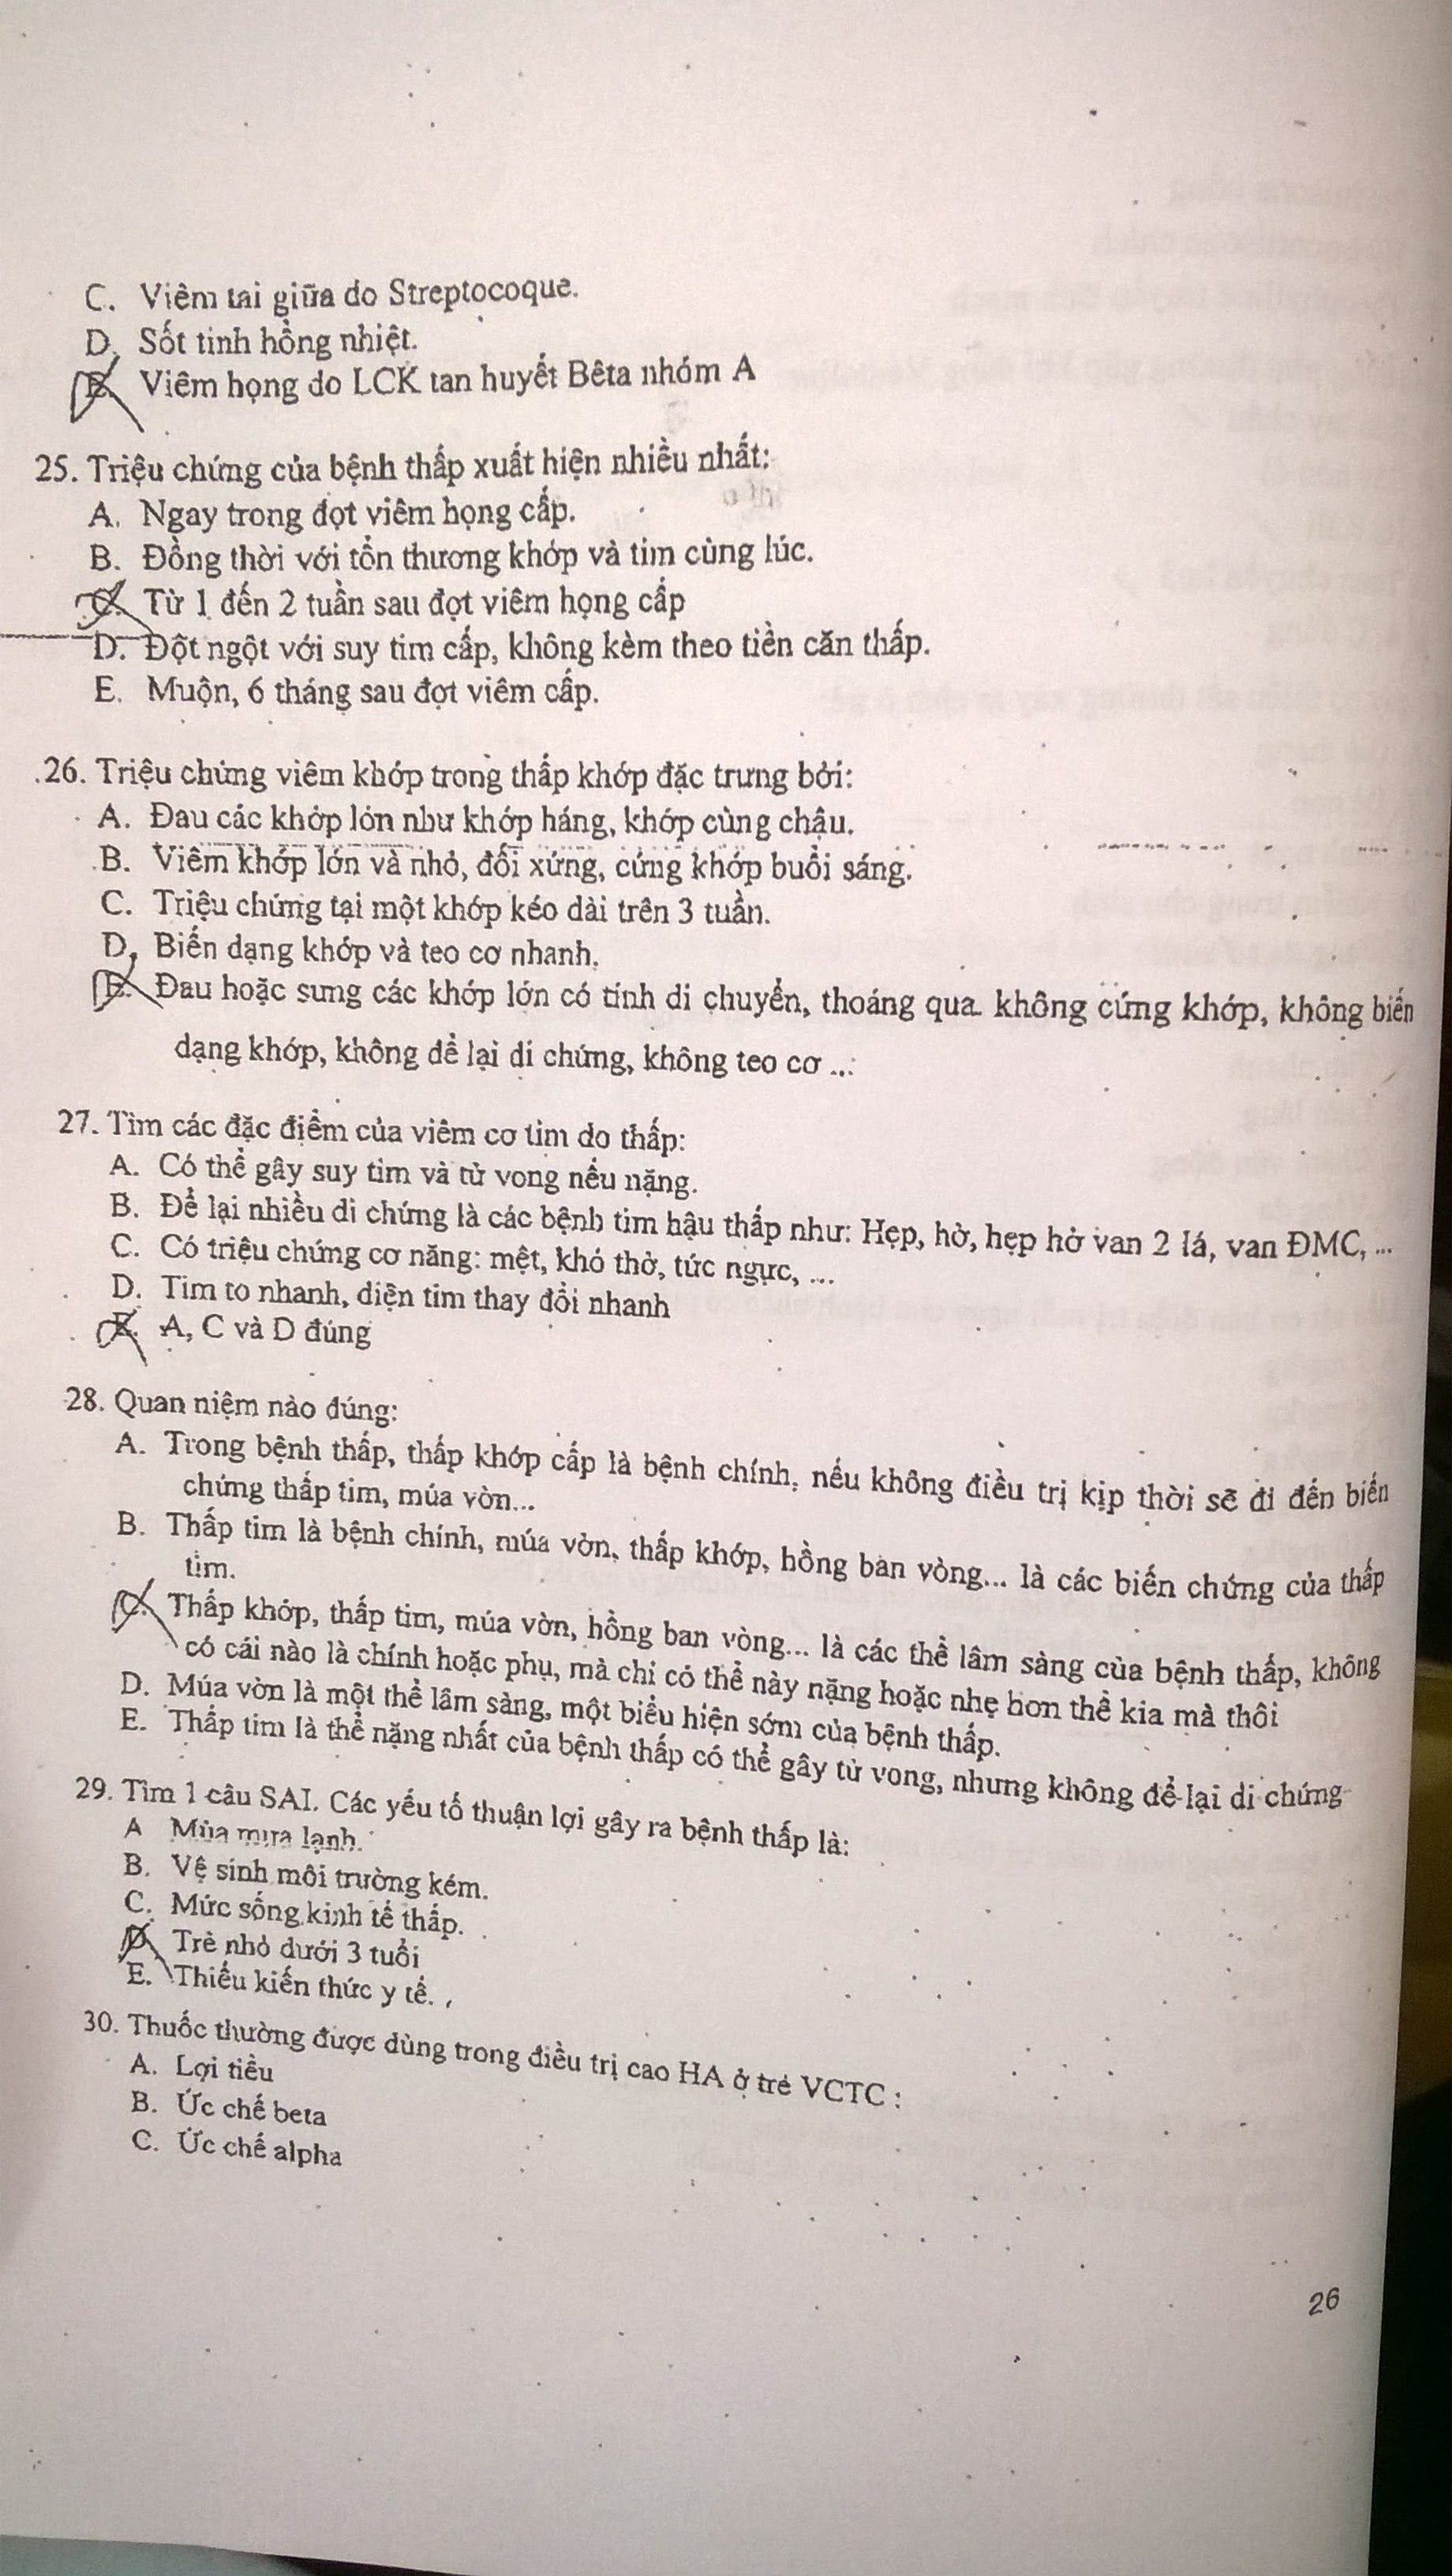 C. Viêm tai giữa do Streptocoque.
D. Sốt tinh hồng nhiệt.
E. Viêm họng do LCK tan huyết Bêta nhóm A
25. Triệu chứng của bệnh thấp xuất hiện nhiều nhất:
A. Ngay trong đợt viêm họng cấp.
B. Đồng thời với tổn thương khớp và tim cùng lúc.
C. Từ 1 đến 2 tuần sau đợt viêm họng cấp
D. Đột ngột với suy tim cấp, không kèm theo tiền căn thấp.
E. Muộn, 6 tháng sau đợt viêm cấp.
26. Triệu chứng viêm khớp trong thấp khớp đặc trưng bởi:
A. Đau các khớp lớn như khớp háng, khớp cùng chậu.
B. Viêm khớp lớn và nhỏ, đối xứng, cứng khớp buổi sáng.
C. Triệu chứng tại một khớp kéo dài trên 3 tuần.
D. Biến dạng khớp và teo cơ nhanh.
E. Đau hoặc sưng các khớp lớn có tính di chuyển, thoáng qua. không cứng khớp, không biến
dạng khớp, không để lại di chứng, không teo cơ ...
27. Tìm các đặc điểm của viêm cơ tim do thấp:
A. Có thể gây suy tim và tử vong nếu nặng.
B. Để lại nhiều di chứng là các bệnh tim hậu thấp như: Hẹp, hở, hẹp hở van 2 lá, van ĐMC, ...
C. Có triệu chứng cơ năng: mệt, khó thở, tức ngực, ...
D. Tim to nhanh, diện tim thay đổi nhanh
E. A, C và D đúng
28. Quan niệm nào đúng:
A. Trong bệnh thấp, thấp khớp cấp là bệnh chính, nếu không điều trị kịp thời sẽ đi đến biến
chứng thấp tim, múa vờn...
B. Thấp tim là bệnh chính, múa vờn, thấp khớp, hồng ban vòng... là các biến chứng của thấp
tim.
C. Thấp khớp, thấp tim, múa vờn, hồng ban vòng... là các thể lâm sàng của bệnh thấp, không
có cái nào là chính hoặc phụ, mà chỉ có thể này nặng hoặc nhẹ hơn thể kia mà thôi
D. Múa vờn là một thể lâm sàng, một biểu hiện sớm của bệnh thấp.
E. Thấp tim là thể nặng nhất của bệnh thấp có thể gây tử vong, nhưng không để lại di chứng
29. Tìm 1 câu SAI. Các yếu tố thuận lợi gây ra bệnh thấp là:
A Mùa mưa lạnh.
B. Vệ sinh môi trường kém.
C. Mức sống kinh tế thấp.
D. Trẻ nhỏ dưới 3 tuổi
E. Thiếu kiến thức y tế.
30. Thuốc thường được dùng trong điều trị cao HA ở trẻ VCTC :
A. Lợi tiểu
B. Ức chế beta
C. Ức chế alpha
26